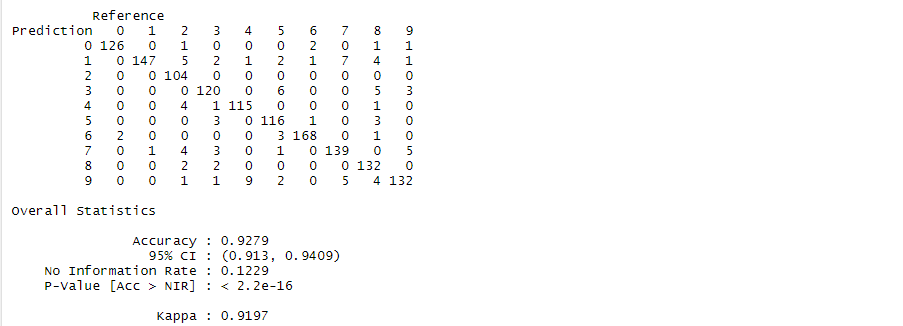 Reference
Prediction 0 1 2 3 4 5 6 7 8 9
0 126 0 1 0 0 0 2 0 1 1
1 0 147 5 2 1 2 1 7 4 1
2 0 0 104 0 0 0 0 0 0 0
3 0 0 0 120 0 6 0 0 5 3
4 0 0 4 1 115 0 0 0 1 0
5 0 0 0 3 0 116 1 0 3 0
6 2 0 0 0 0 3 168 0 1 0
7 0 1 4 3 0 1 0 139 0 5
8 0 0 2 2 0 0 0 0 132 0
9 0 0 1 1 9 2 0 5 4 132
Overall Statistics
Accuracy : 0.9279
95% CI : (0.913, 0.9409)
No Information Rate : 0.1229
P-Value [Acc > NIR] : < 2.2e-16
Kappa : 0.9197